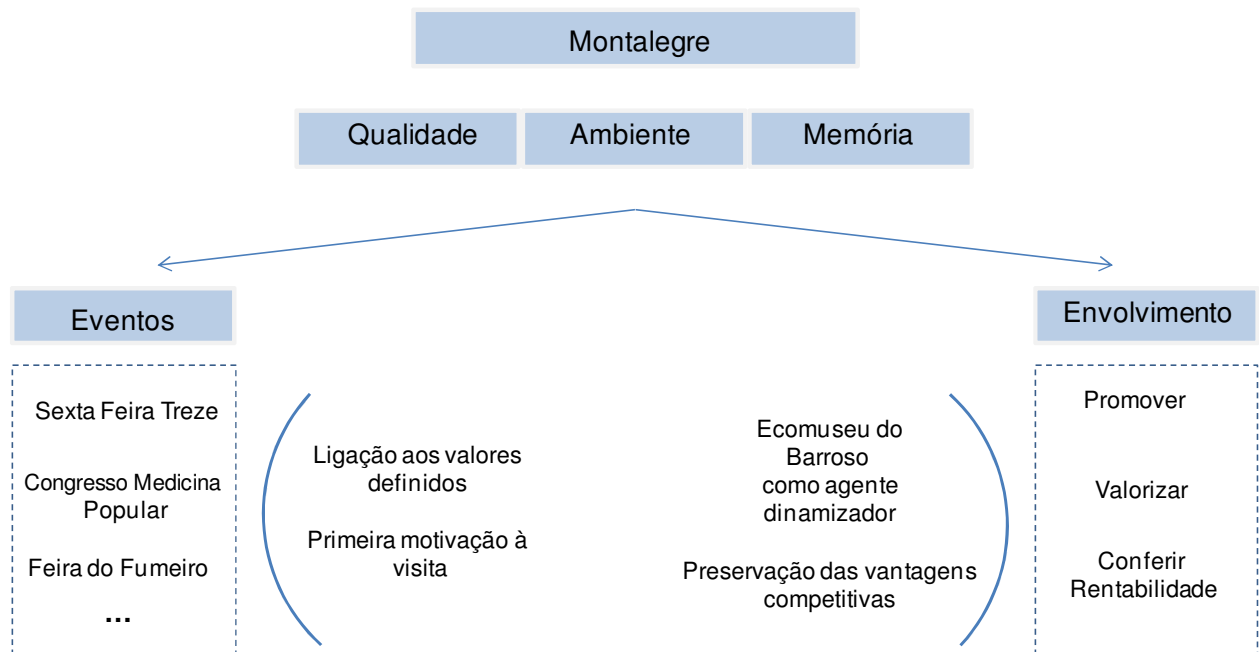 Montalegre
Qualidade
Ambiente
Memória
Eventos
Envolvimento
Sexta Feira Treze
Congresso Medicina
Popular
Feira do Fumeiro
...
Ligação aos valores
definidos
Primeira motivação à
visita
Ecomuseu do
Barroso
como agente
dinamizador
Preservação das vantagens
competitivas
Promover
Valorizar
Conferir
Rentabilidade